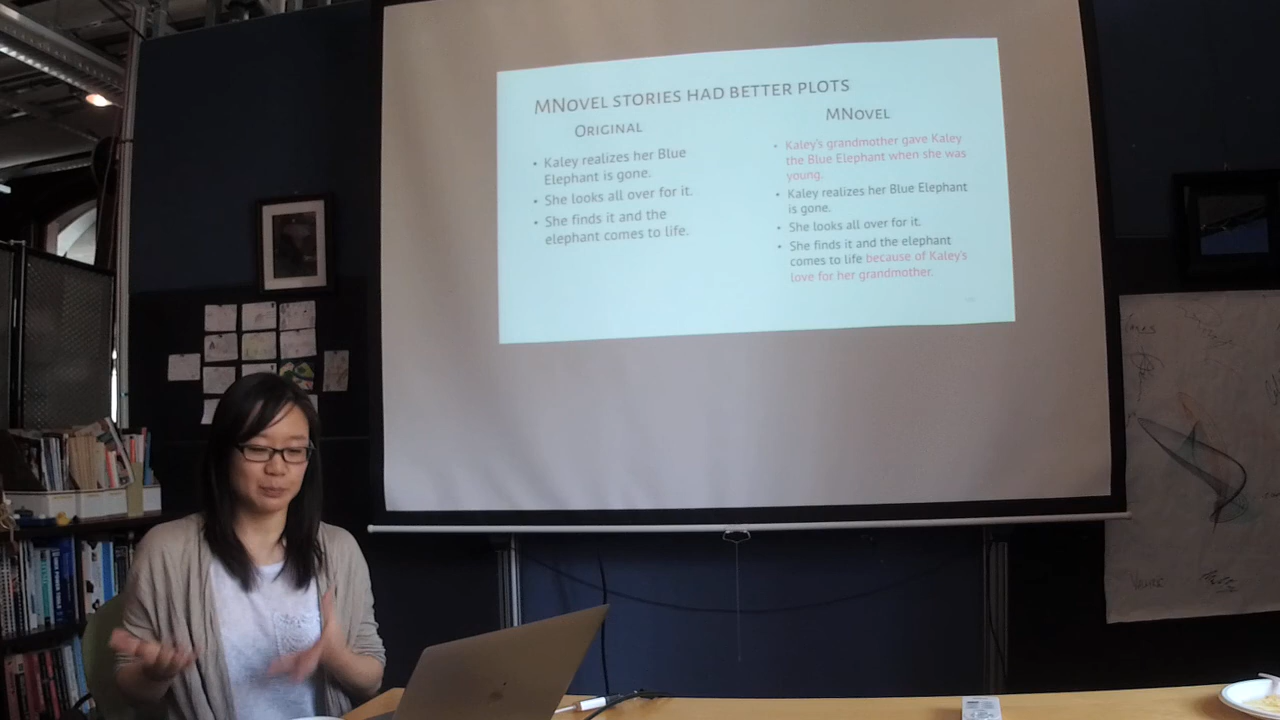 MNOVEL STORIES HAD BETTER PLOTS
ORIGINAL
• Kaley realizes her Blue
Elephant is gone.
• She looks all over for it.
• She finds it and the
elephant comes to life.
MNOVEL
• Kaley's grandmother gave Kaley
the Blue Elephant when she was
young.
• Kaley realizes her Blue Elephant
is gone.
• She looks all over for it.
• She finds it and the elephant
comes to life because of Kaley's
love for her grandmother.